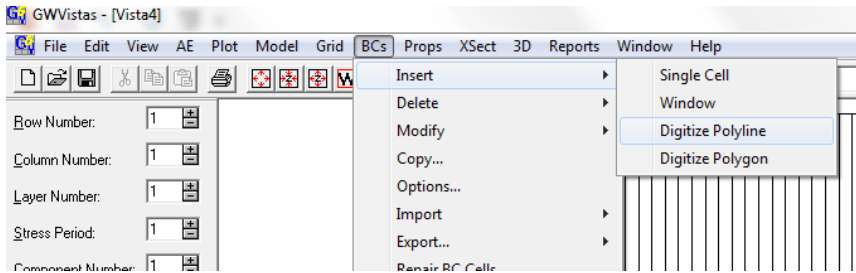 GWVistas - [Vista4]
File Edit View AE Plot Model Grid BCs Props XSect 3D Reports Window Help
Insert
Delete
Modify
Copy...
Options...
Import
Export...
Repair BC Cells
Single Cell
Window
Digitize Polyline
Digitize Polygon
Row Number: 1
Column Number: 1
Layer Number: 1
Stress Period: 1
Component Number: 1